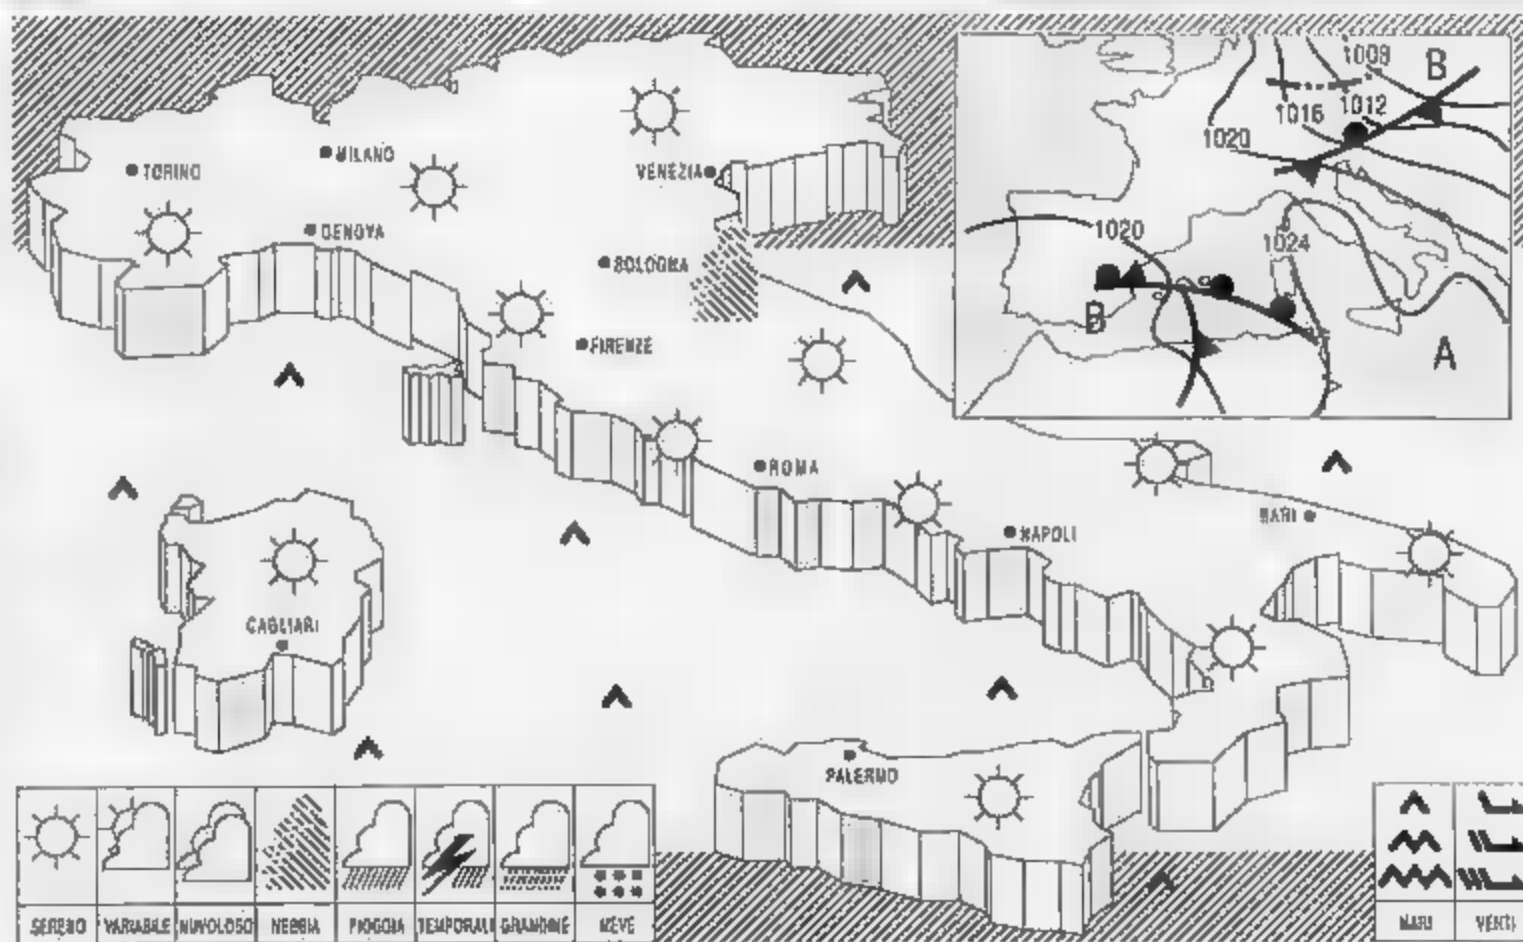 TORINO
MILANO
VENEZIA
GENOVA
BOLOGNA
FIRENZE
ROMA
NAPOLI
BARI
CAGLIARI
PALERMO
1008
B
1016
1012
1020
1020
1024
B
A
SERENO VARIABILE NUVOLOSO NEBBIA PIOGGIA TEMPORALI GRANDINE NEVE
MARI VENTI